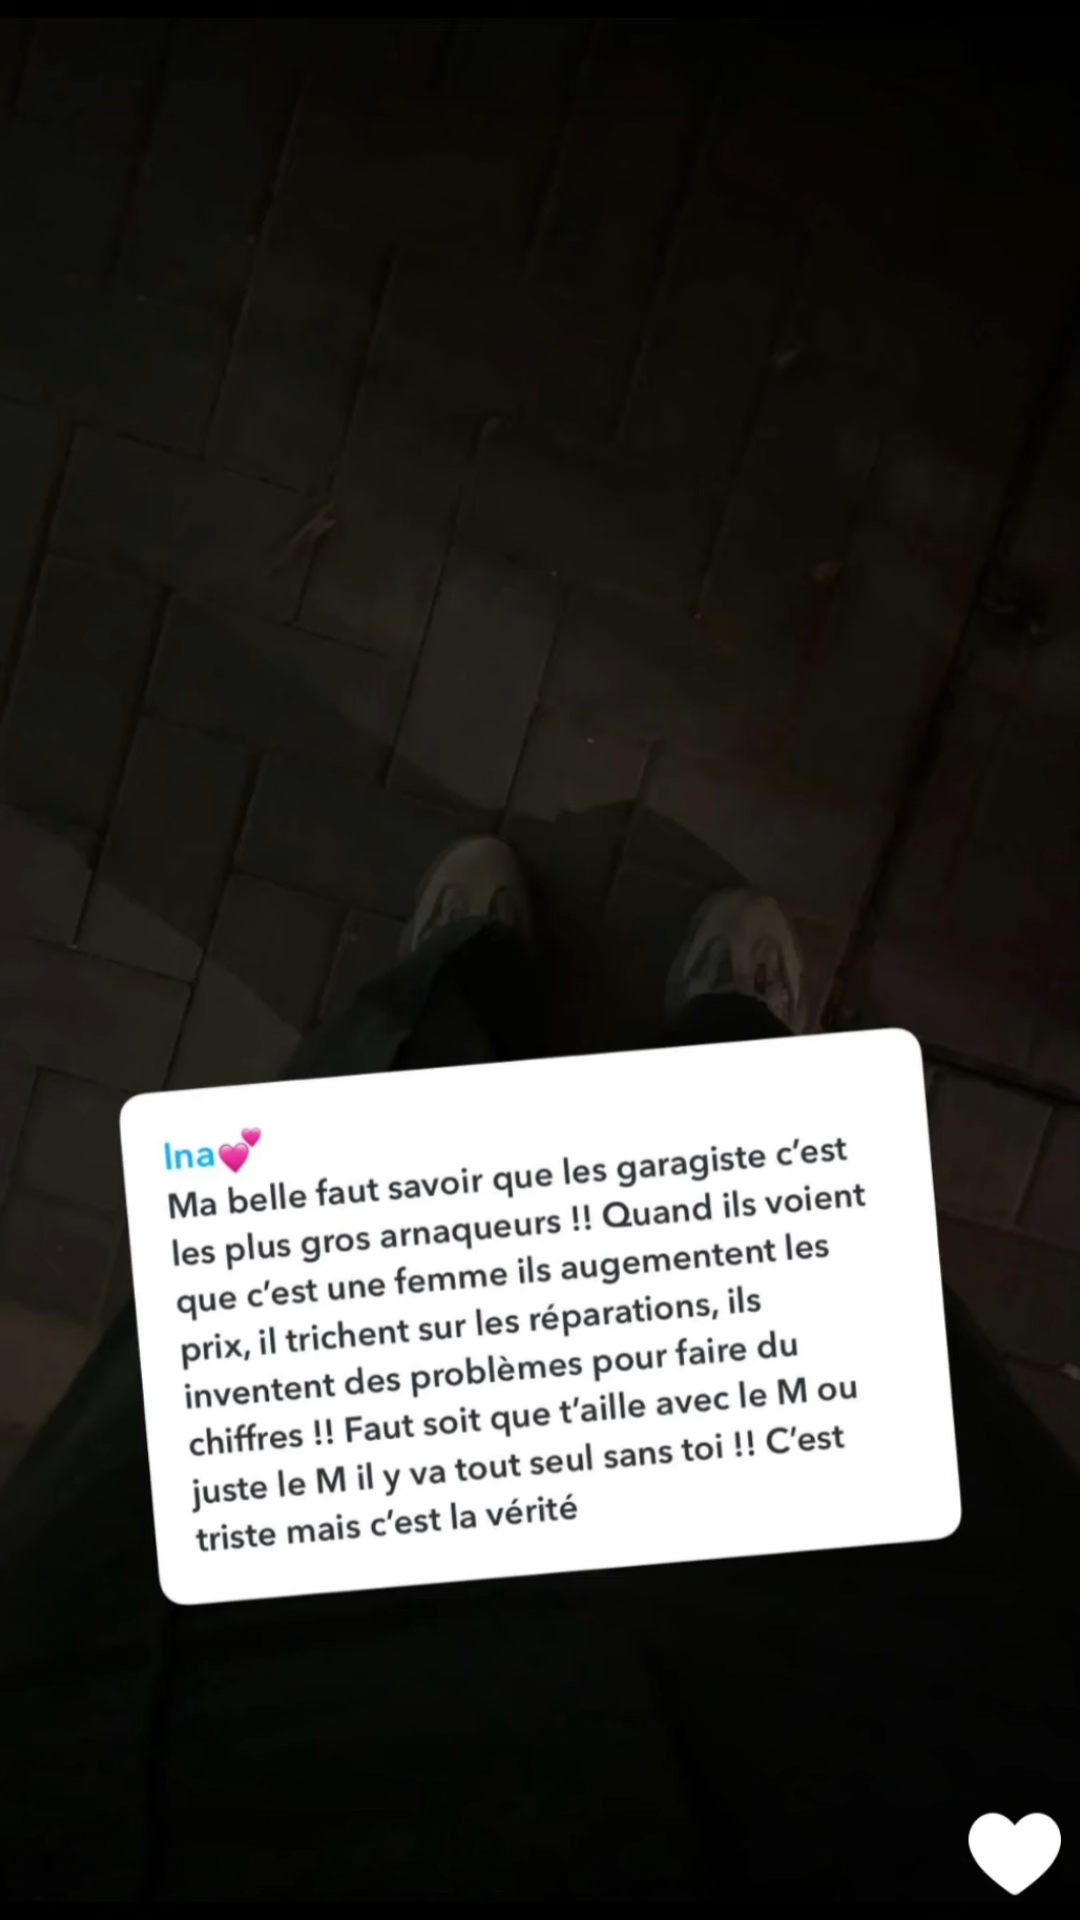 Ina💕
Ma belle faut savoir que les garagiste c’est
les plus gros arnaqueurs !! Quand ils voient
que c’est une femme ils augementent les
prix, il trichent sur les réparations, ils
inventent des problèmes pour faire du
chiffres !! Faut soit que t’aille avec le M ou
juste le M il y va tout seul sans toi !! C’est
triste mais c’est la vérité